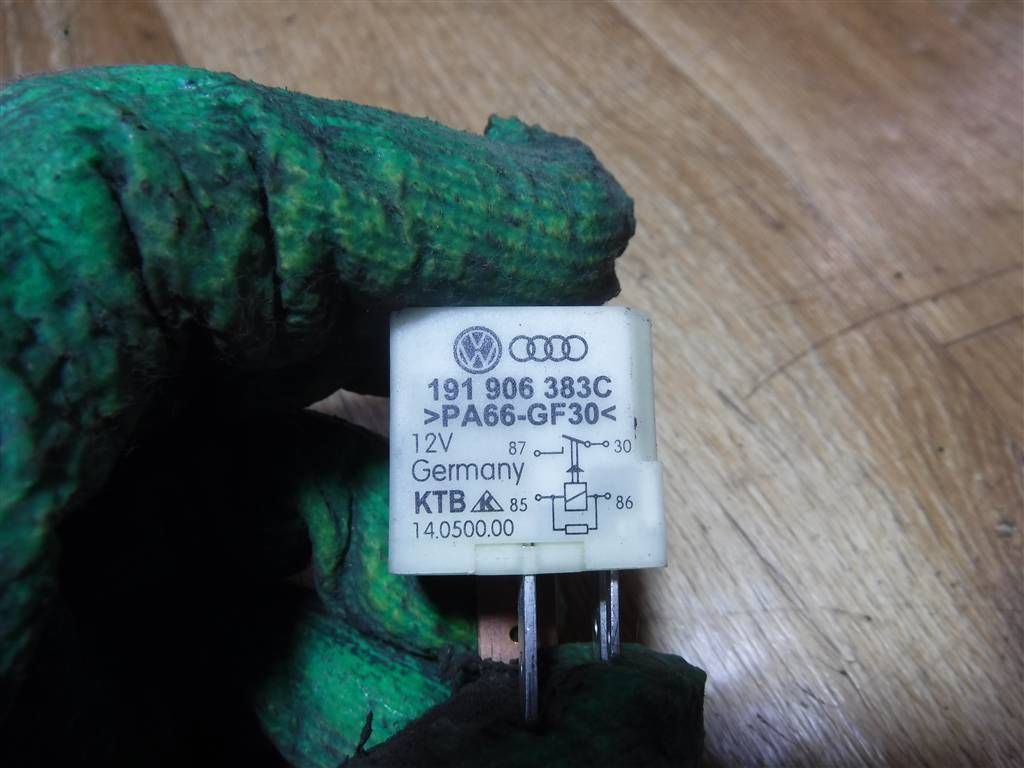 191 906 383C
>PA66-GF30<
12V
87 30
Germany
KTB 85 86
14.0500.00